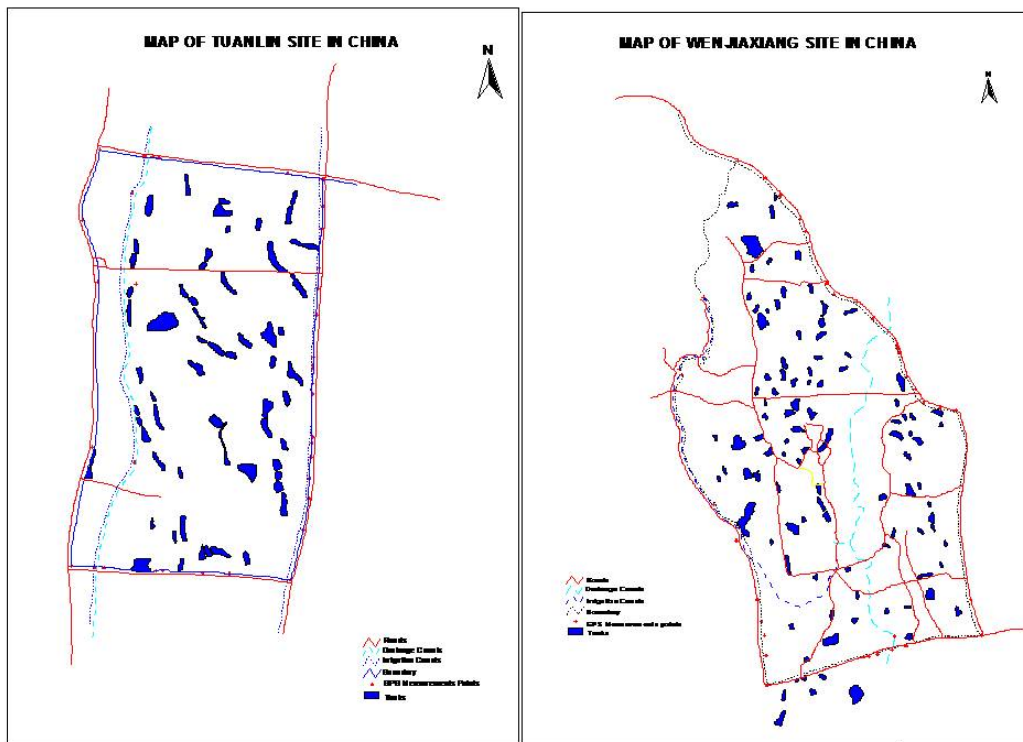 MAP OF TUANLIN SITE IN CHINA
N
Roads
Drainage Canals
Irrigation Canals
Boundary
GPS Measurements Points
Tanks
MAP OF WENJIAXIANG SITE IN CHINA
N
Roads
Drainage Canals
Irrigation Canals
Boundary
GPS Measurements points
Tanks